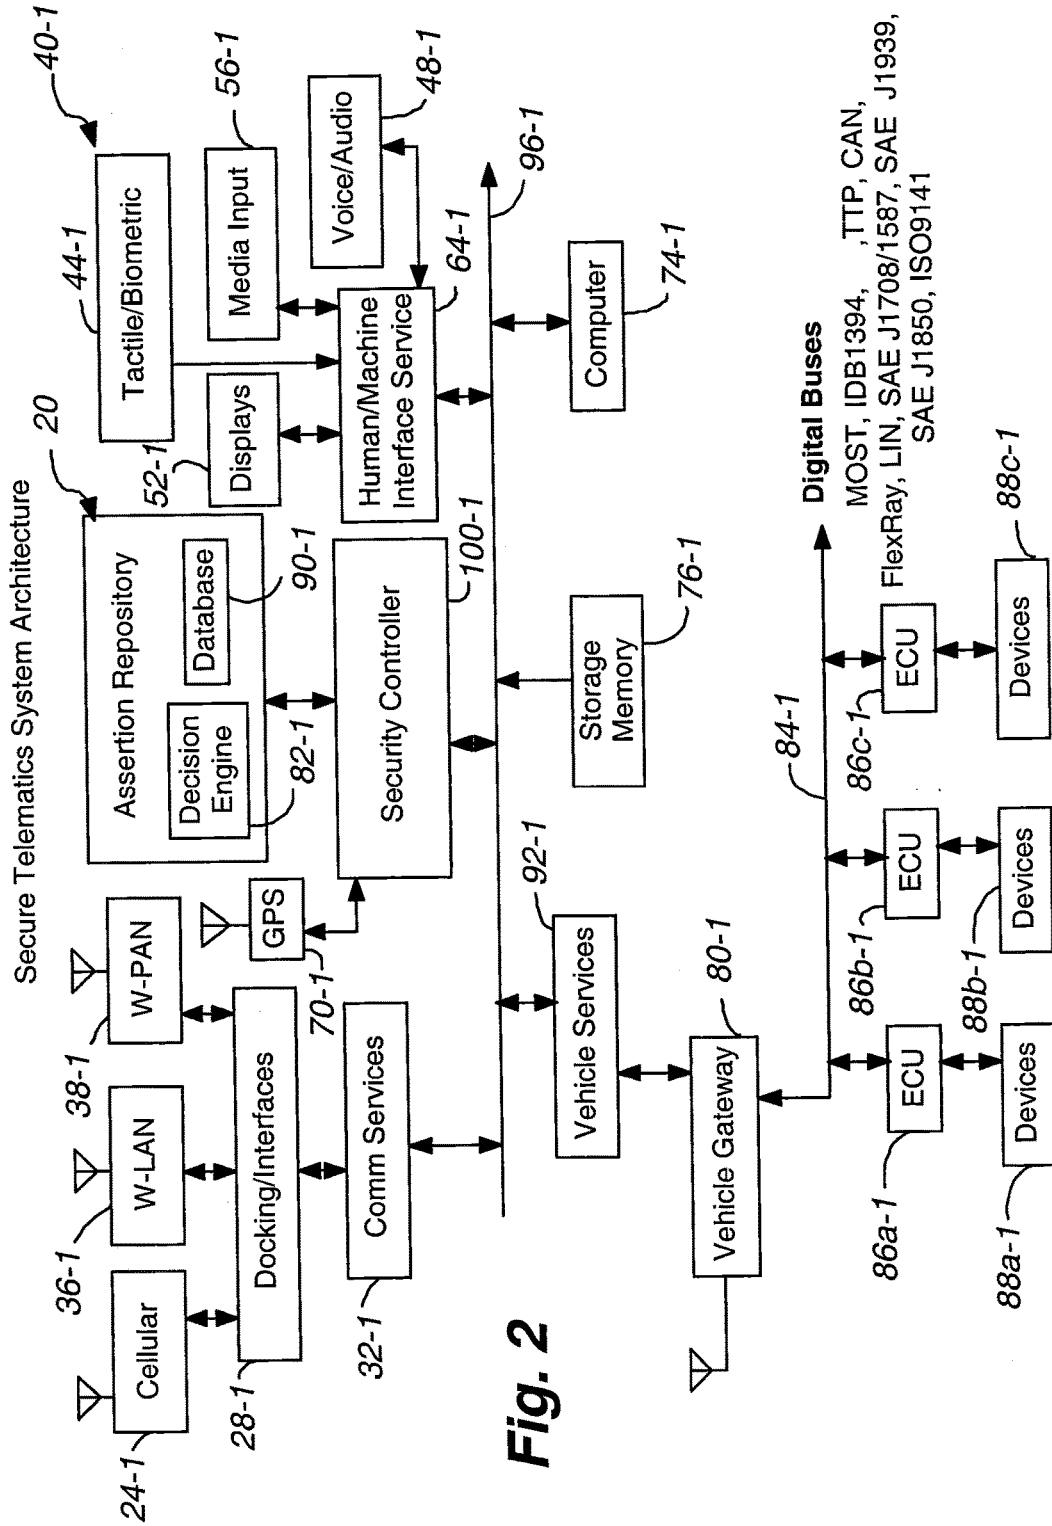 Secure Telematics System Architecture
20
40-1
Assertion Repository
Decision
Engine
82-1
Database
90-1
Tactile/Biometric
44-1
Displays
52-1
Media Input
56-1
Voice/Audio
48-1
Human/Machine
Interface Service
64-1
Cellular
24-1
W-LAN
36-1
W-PAN
38-1
GPS
70-1
Docking/Interfaces
28-1
Comm Services
32-1
Security Controller
100-1
96-1
Vehicle Services
92-1
Storage
Memory
76-1
Computer
74-1
Vehicle Gateway
80-1
84-1
Digital Buses
MOST, IDB1394, ,TTP, CAN,
FlexRay, LIN, SAE J1708/1587, SAE J1939,
SAE J1850, ISO9141
ECU
86a-1
ECU
86b-1
ECU
86c-1
Devices
88a-1
Devices
88b-1
Devices
88c-1
Fig. 2